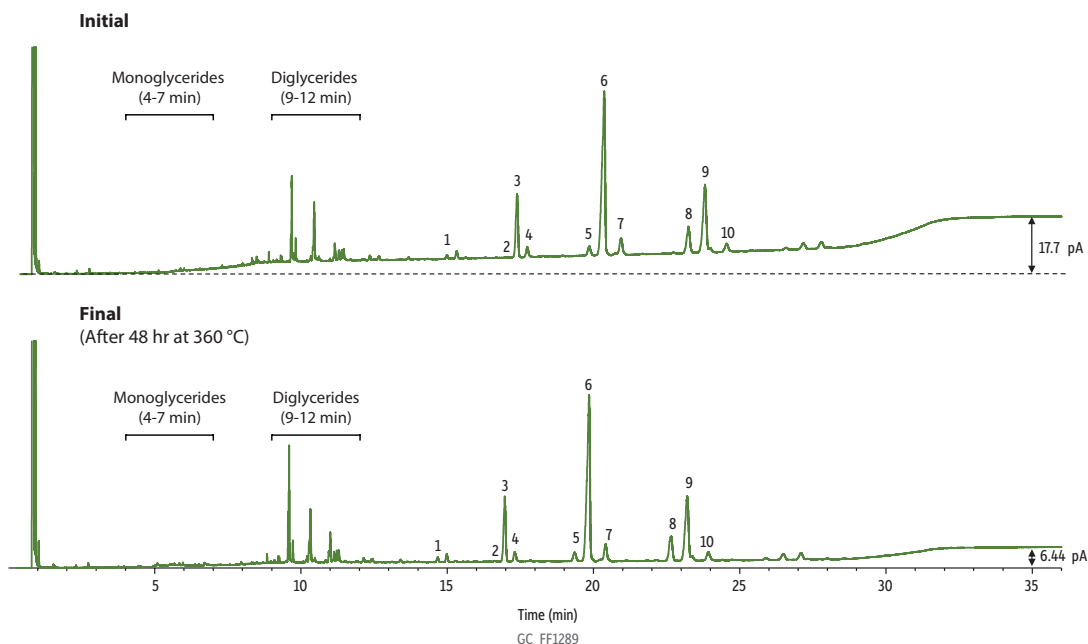 Initial
Monoglycerides
(4-7 min)
Diglycerides
(9-12 min)
1
2
3
4
5
6
7
8
9
10
17.7 pA
Final
(After 48 hr at 360 °C)
Monoglycerides
(4-7 min)
Diglycerides
(9-12 min)
1
2
3
4
5
6
7
8
9
10
6.44 pA
5 10 15 20 25 30 35
Time (min)
GC_FF1289